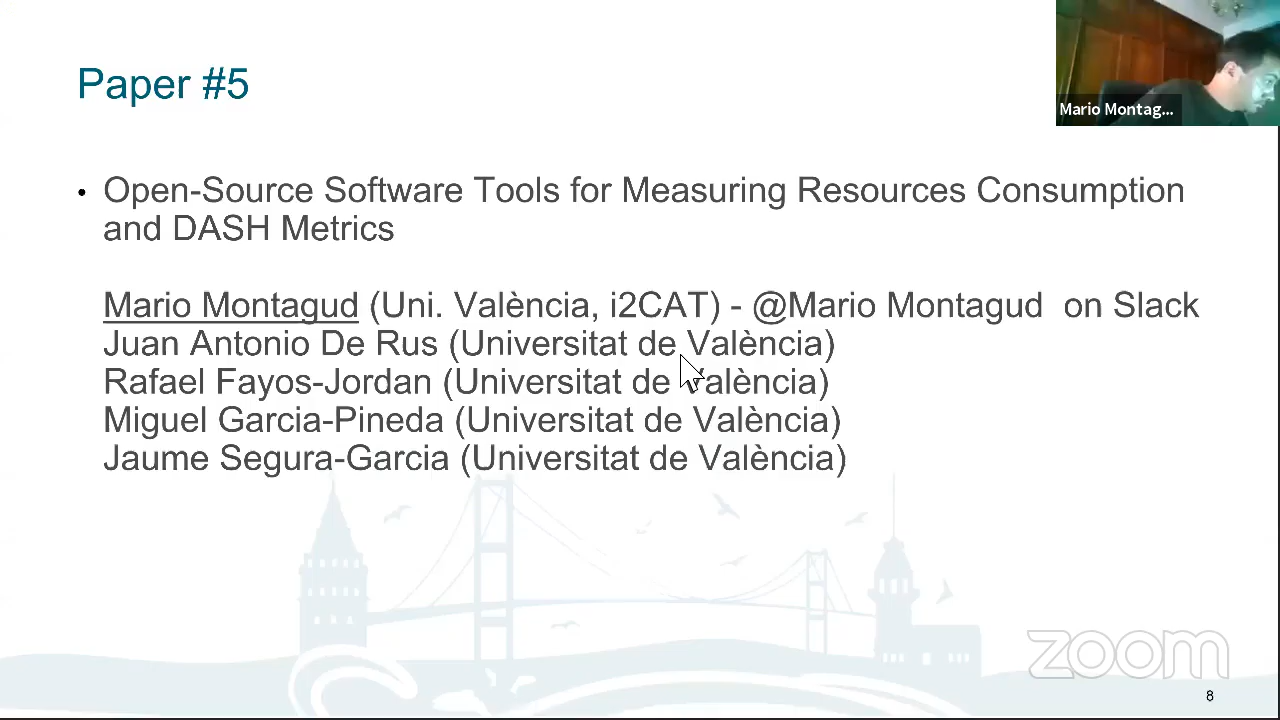 Paper #5
Mario Montag...
• Open-Source Software Tools for Measuring Resources Consumption
and DASH Metrics
Mario Montagud (Uni. València, i2CAT) - @Mario Montagud on Slack
Juan Antonio De Rus (Universitat de València)
Rafael Fayos-Jordan (Universitat de València)
Miguel Garcia-Pineda (Universitat de València)
Jaume Segura-Garcia (Universitat de València)
zoom
8